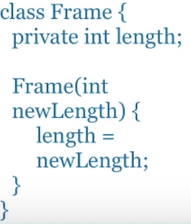 class Frame {
private int length;
Frame(int
newLength) {
length =
newLength;
}
}